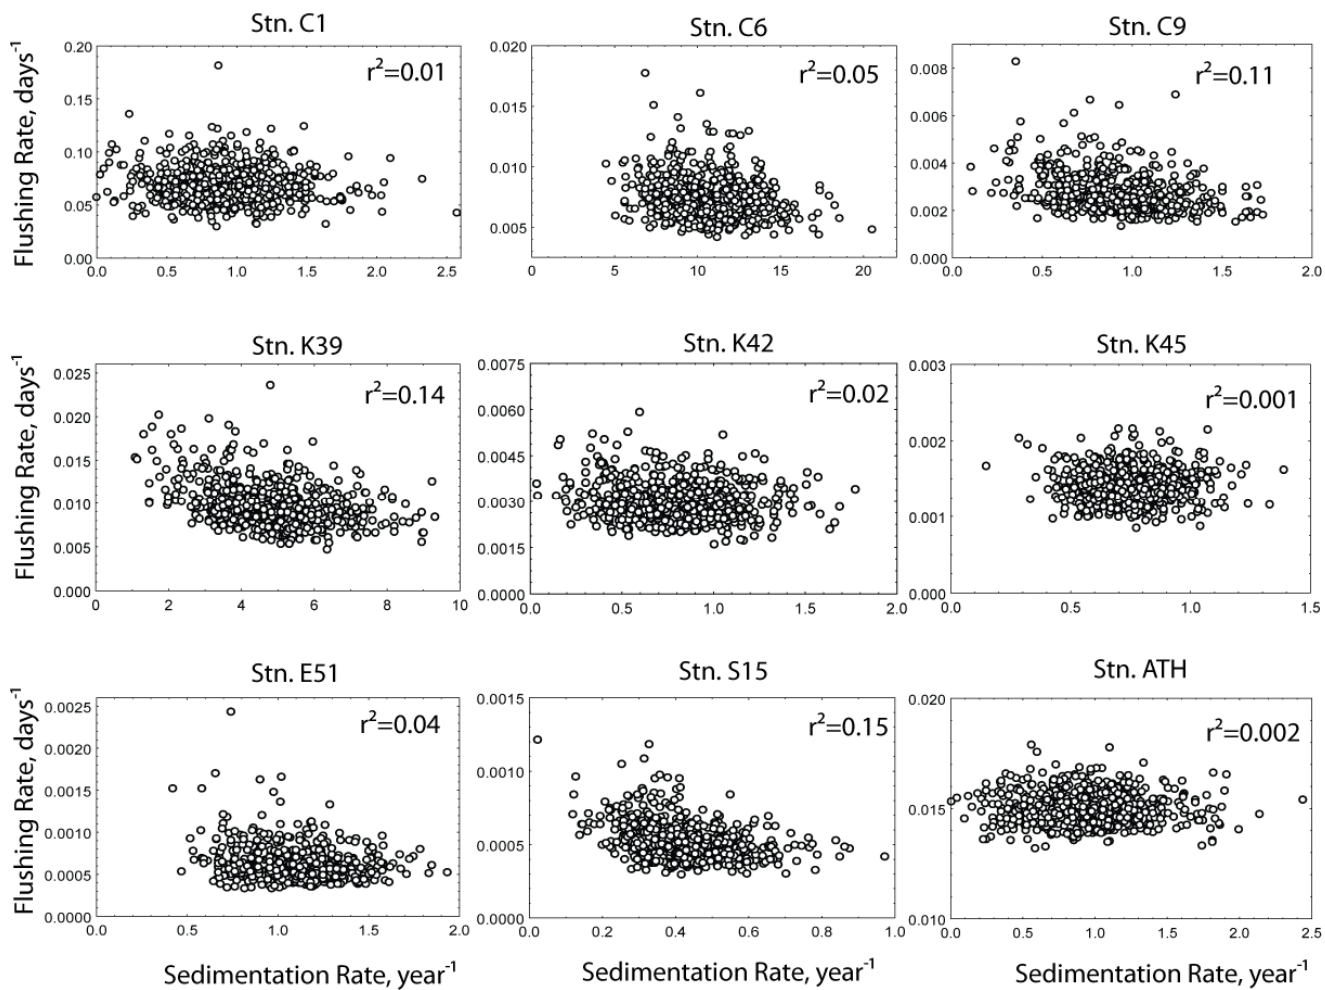 Stn. C1
Stn. C6
Stn. C9
Flushing Rate, days⁻¹
0.20
0.15
0.10
0.05
0.00
r²=0.01
0.0 0.5 1.0 1.5 2.0 2.5
0.020
0.015
0.010
0.005
r²=0.05
0 5 10 15 20
0.008
0.006
0.004
0.002
0.000
r²=0.11
0.0 0.5 1.0 1.5 2.0
Stn. K39
Stn. K42
Stn. K45
Flushing Rate, days⁻¹
0.025
0.020
0.015
0.010
0.005
0.000
r²=0.14
0 2 4 6 8 10
0.0075
0.0060
0.0045
0.0030
0.0015
0.0000
r²=0.02
0.0 0.5 1.0 1.5 2.0
0.003
0.002
0.001
0.000
r²=0.001
0.0 0.5 1.0 1.5
Stn. E51
Stn. S15
Stn. ATH
Flushing Rate, days⁻¹
0.0025
0.0020
0.0015
0.0010
0.0005
0.0000
r²=0.04
0.0 0.5 1.0 1.5 2.0
0.0015
0.0010
0.0005
0.0000
r²=0.15
0.0 0.2 0.4 0.6 0.8 1.0
0.020
0.015
0.010
r²=0.002
0.0 0.5 1.0 1.5 2.0 2.5
Sedimentation Rate, year⁻¹
Sedimentation Rate, year⁻¹
Sedimentation Rate, year⁻¹